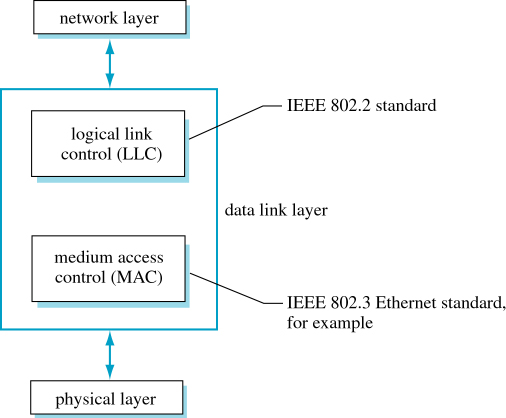 network layer
IEEE 802.2 standard
logical link
control (LLC)
data link layer
medium access
control (MAC)
IEEE 802.3 Ethernet standard,
for example
physical layer